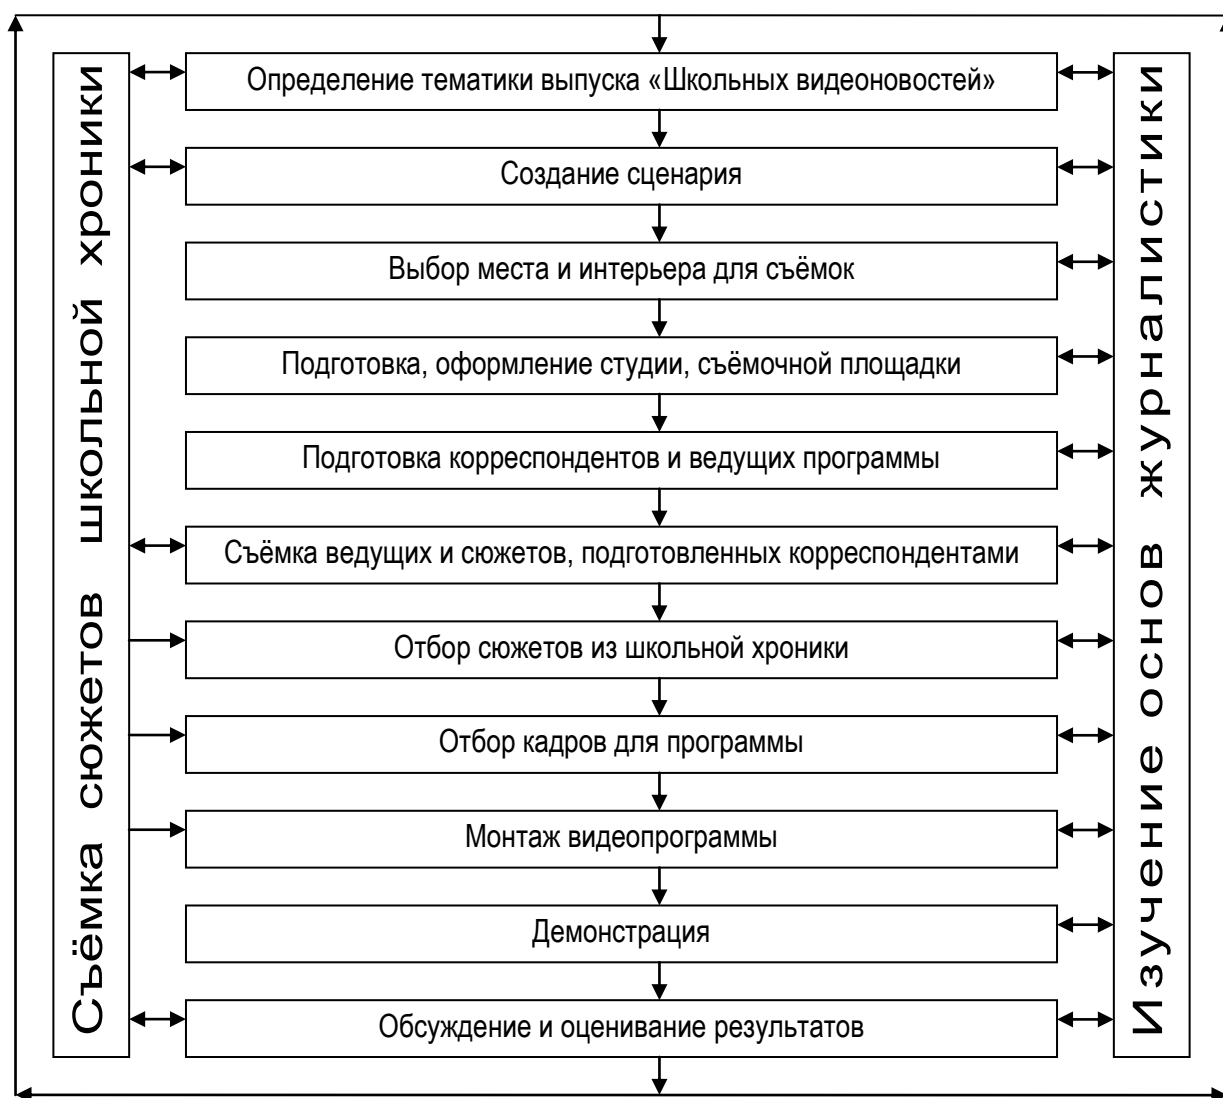 Съёмка сюжетов школьной хроники
Определение тематики выпуска «Школьных видеоновостей»
Создание сценария
Выбор места и интерьера для съёмок
Подготовка, оформление студии, съёмочной площадки
Подготовка корреспондентов и ведущих программы
Съёмка ведущих и сюжетов, подготовленных корреспондентами
Отбор сюжетов из школьной хроники
Отбор кадров для программы
Монтаж видеопрограммы
Демонстрация
Обсуждение и оценивание результатов
Изучение основ журналистики